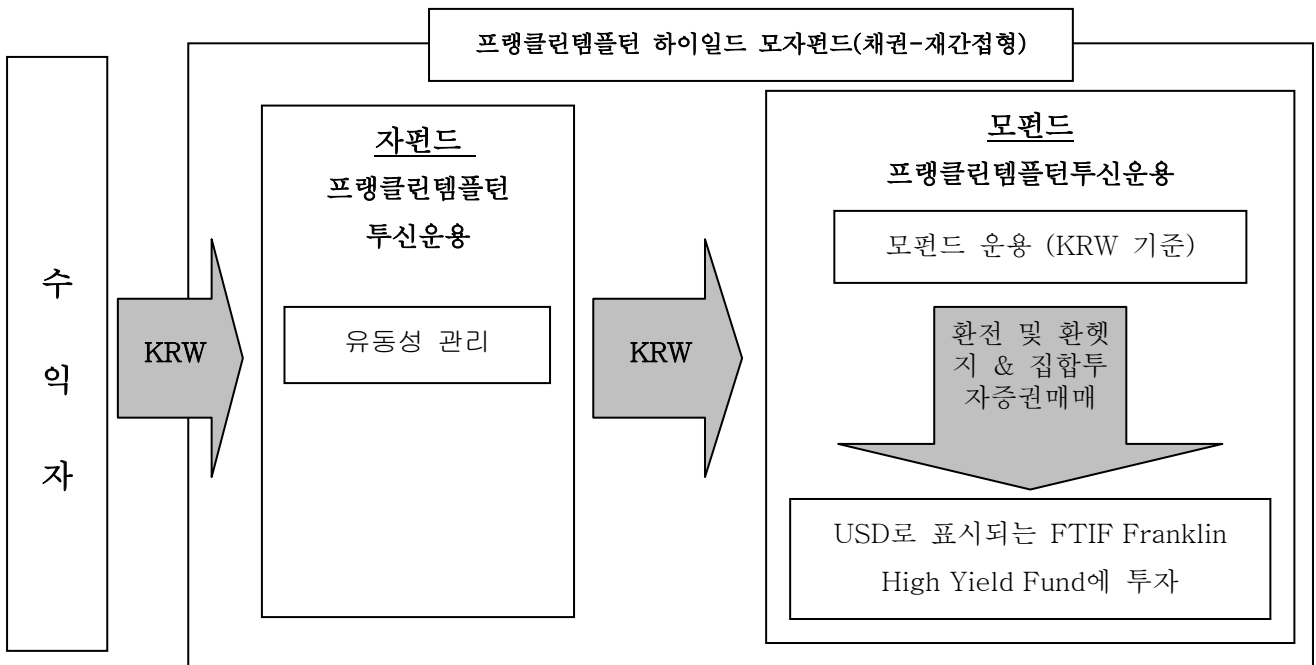 프랭클린템플턴 하이일드 모자펀드(채권-재간접형)
수
익
자
KRW
자펀드
프랭클린템플턴
투신운용
유동성 관리
KRW
모펀드
프랭클린템플턴투신운용
모펀드 운용 (KRW 기준)
환전 및 환헷
지 & 집합투
자증권매매
USD로 표시되는 FTIF Franklin
High Yield Fund에 투자